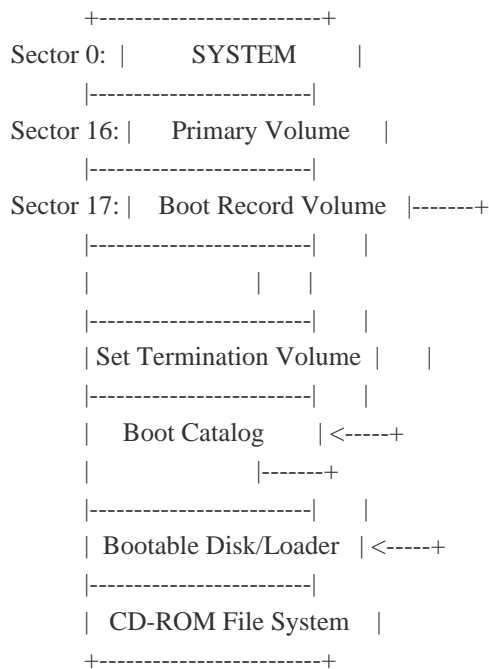 +-------------------------+
Sector 0: | SYSTEM |
|-------------------------|
Sector 16: | Primary Volume |
|-------------------------|
Sector 17: | Boot Record Volume |-------+
|-------------------------| |
| | |
|-------------------------| |
| Set Termination Volume | |
|-------------------------| |
| Boot Catalog | <-----+
| |-------+
|-------------------------| |
| Bootable Disk/Loader | <-----+
|-------------------------|
| CD-ROM File System |
+-------------------------+